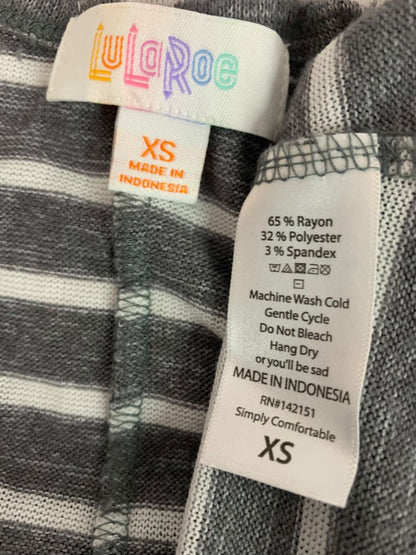 LuLaRoe
XS
MADE IN
INDONESIA
65 % Rayon
32 % Polyester
3 % Spandex
Machine Wash Cold
Gentle Cycle
Do Not Bleach
Hang Dry
or you'll be sad
MADE IN INDONESIA
RN#142151
Simply Comfortable
XS